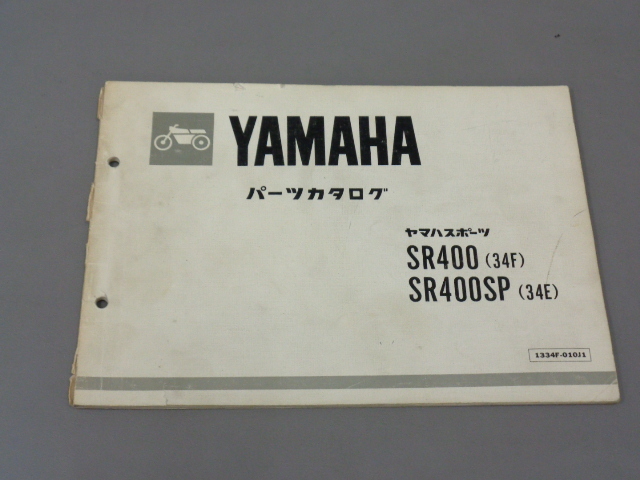 YAMAHA
パーツカタログ
ヤマハスポーツ
SR400 (34F)
SR400SP (34E)
1334F-010J1